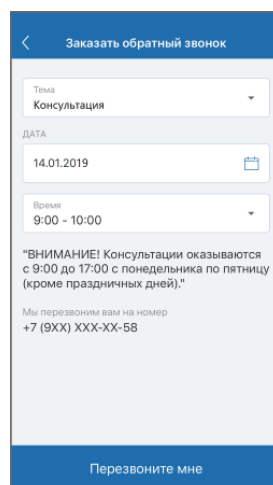 Заказать обратный звонок
Тема
Консультация
ДАТА
14.01.2019
Время
9:00 - 10:00
"ВНИМАНИЕ! Консультации оказываются
с 9:00 до 17:00 с понедельника по пятницу
(кроме праздничных дней)."
Мы перезвоним вам на номер
+7 (9XX) XXX-XX-58
Перезвоните мне